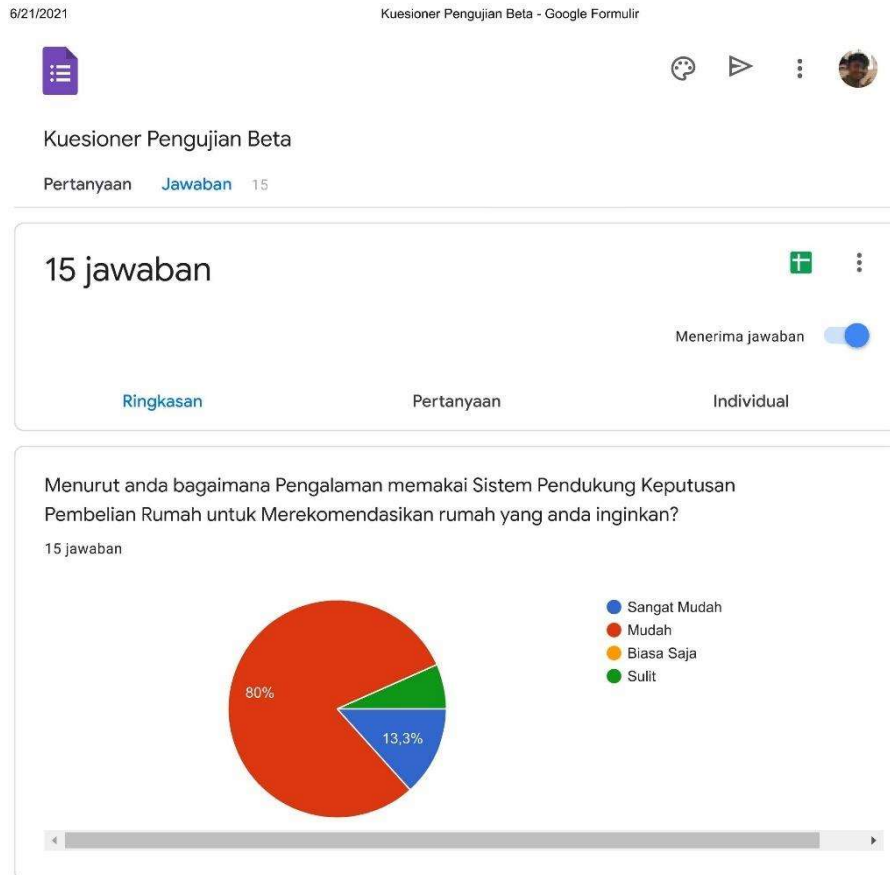 6/21/2021 Kuesioner Pengujian Beta - Google Formulir
Kuesioner Pengujian Beta
Pertanyaan Jawaban 15
15 jawaban
Menerima jawaban
Ringkasan Pertanyaan Individual
Menurut anda bagaimana Pengalaman memakai Sistem Pendukung Keputusan
Pembelian Rumah untuk Merekomendasikan rumah yang anda inginkan?
15 jawaban
Sangat Mudah
Mudah
Biasa Saja
Sulit
80%
13,3%